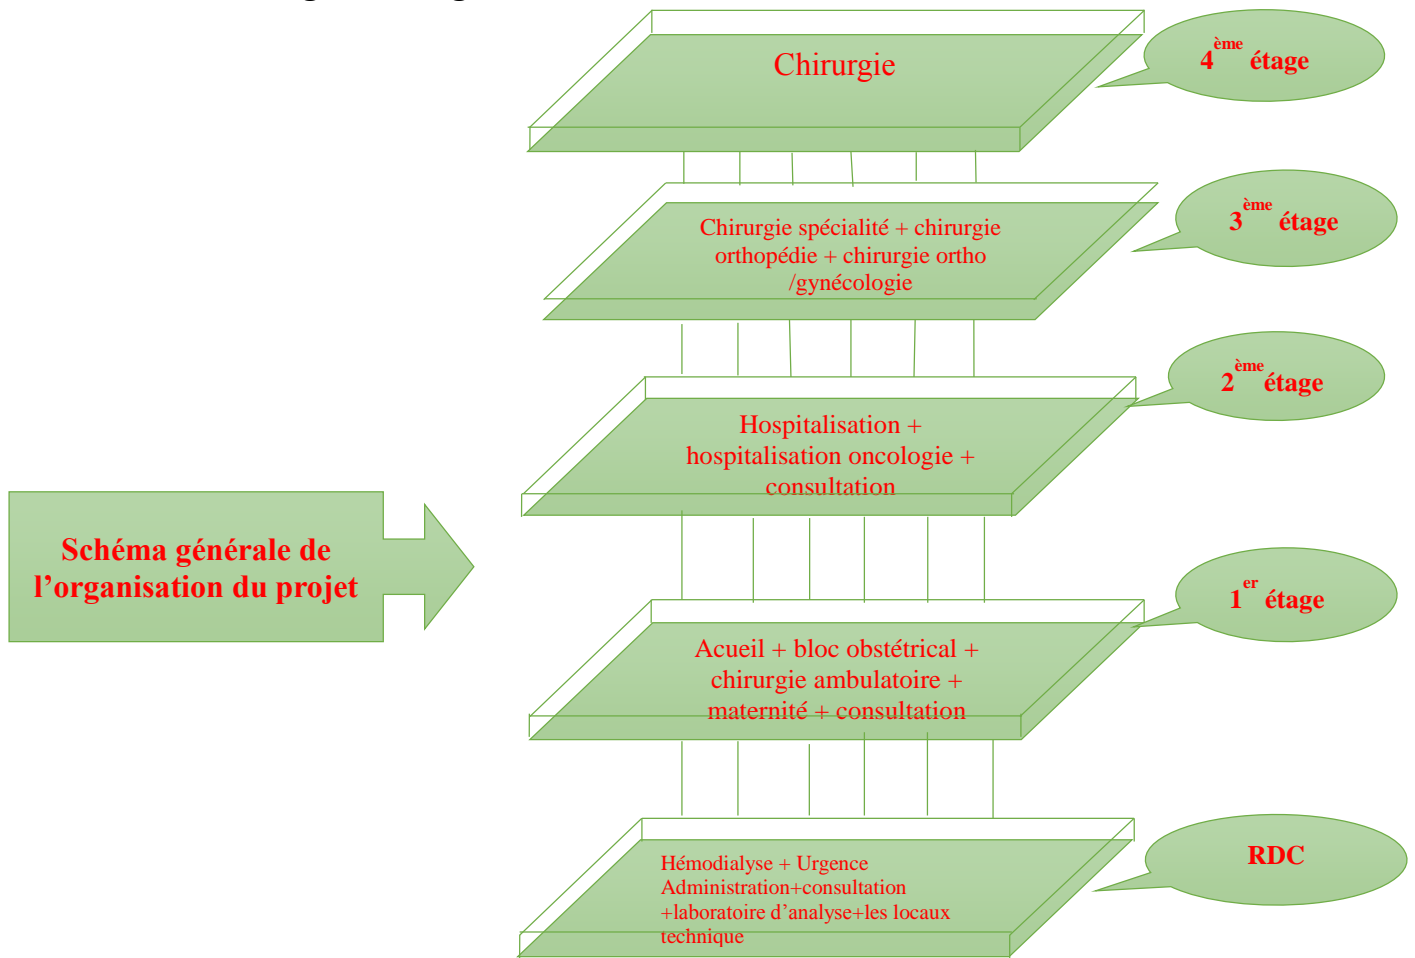 Chirurgie
4ème étage
Chirurgie spécialité + chirurgie
orthopédie + chirurgie ortho
/gynécologie
3ème étage
Hospitalisation +
hospitalisation oncologie +
consultation
2ème étage
Schéma générale de
l’organisation du projet
Acueil + bloc obstétrical +
chirurgie ambulatoire +
maternité + consultation
1er étage
Hémodialyse + Urgence
Administration+consultation
+laboratoire d’analyse+les locaux
technique
RDC